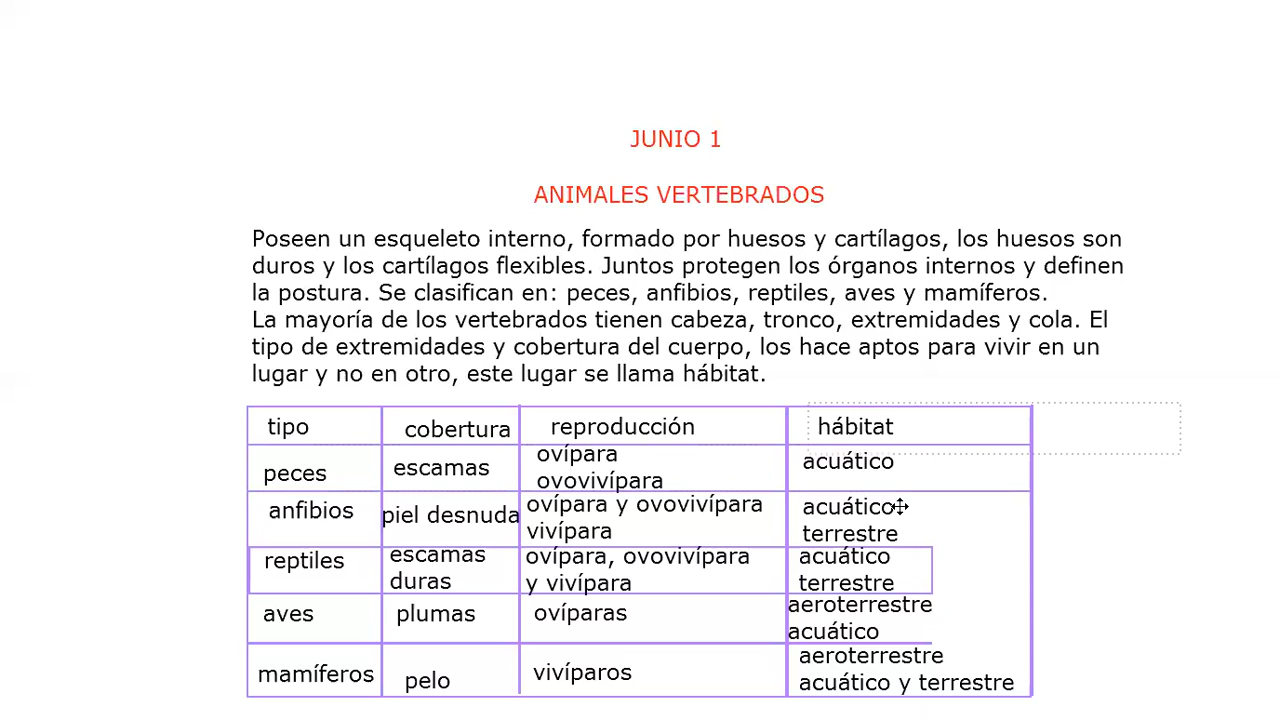 JUNIO 1
ANIMALES VERTEBRADOS
Poseen un esqueleto interno, formado por huesos y cartílagos, los huesos son
duros y los cartílagos flexibles. Juntos protegen los órganos internos y definen
la postura. Se clasifican en: peces, anfibios, reptiles, aves y mamíferos.
La mayoría de los vertebrados tienen cabeza, tronco, extremidades y cola. El
tipo de extremidades y cobertura del cuerpo, los hace aptos para vivir en un
lugar y no en otro, este lugar se llama hábitat.
tipo cobertura reproducción hábitat
peces escamas ovípara acuático
ovovivípara
anfibios piel desnuda ovípara y ovovivípara acuático
vivípara terrestre
reptiles escamas ovípara, ovovivípara acuático
duras y vivípara terrestre
aves plumas ovíparas aeroterrestre
acuático
mamíferos pelo vivíparos aeroterrestre
acuático y terrestre